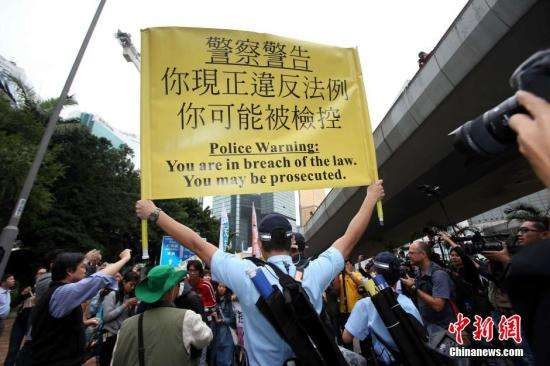 警察警告
你現正違反法例
你可能被檢控
Police Warning:
You are in breach of the law.
You may be prosecuted.
中新网
Chinanews.com